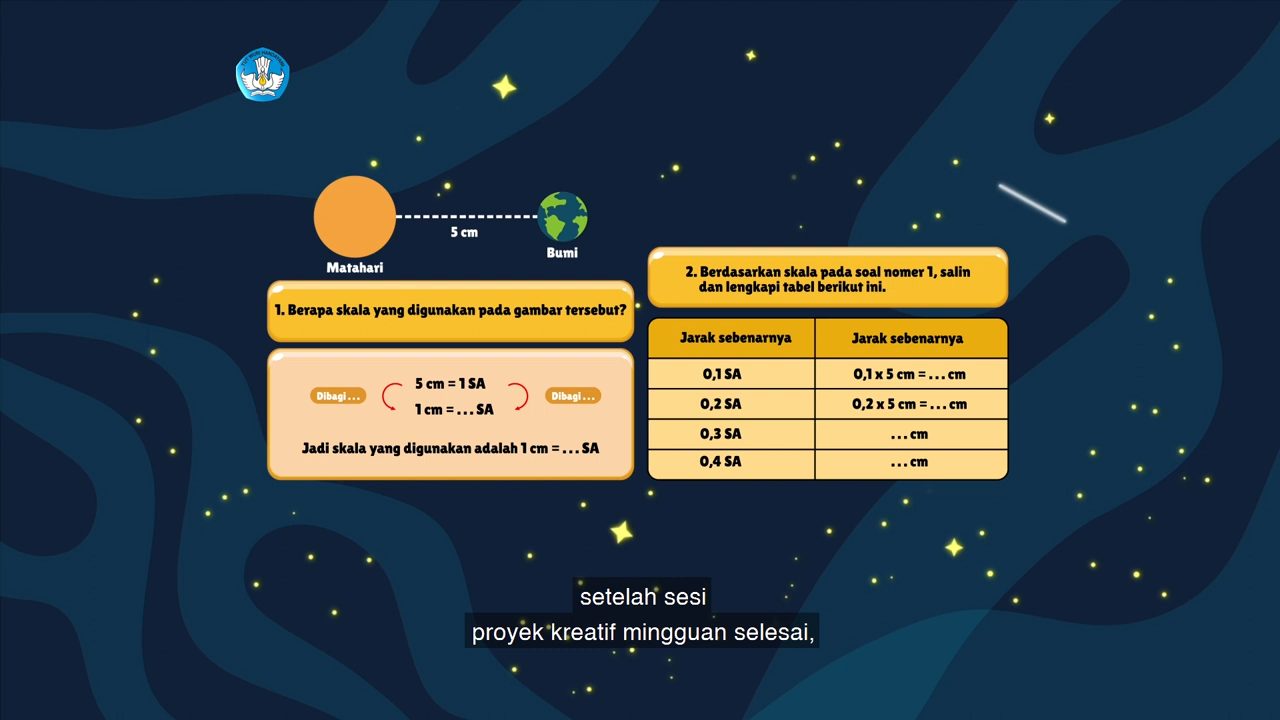 5 cm
Matahari
Bumi
1. Berapa skala yang digunakan pada gambar tersebut?
Dibagi . . .
5 cm = 1 SA
1 cm = . . . SA
Dibagi . . .
Jadi skala yang digunakan adalah 1 cm = . . . SA
2. Berdasarkan skala pada soal nomer 1, salin
dan lengkapi tabel berikut ini.
Jarak sebenarnya Jarak sebenarnya
0,1 SA 0,1 x 5 cm = . . . cm
0,2 SA 0,2 x 5 cm = . . . cm
0,3 SA . . . cm
0,4 SA . . . cm
setelah sesi
proyek kreatif mingguan selesai,